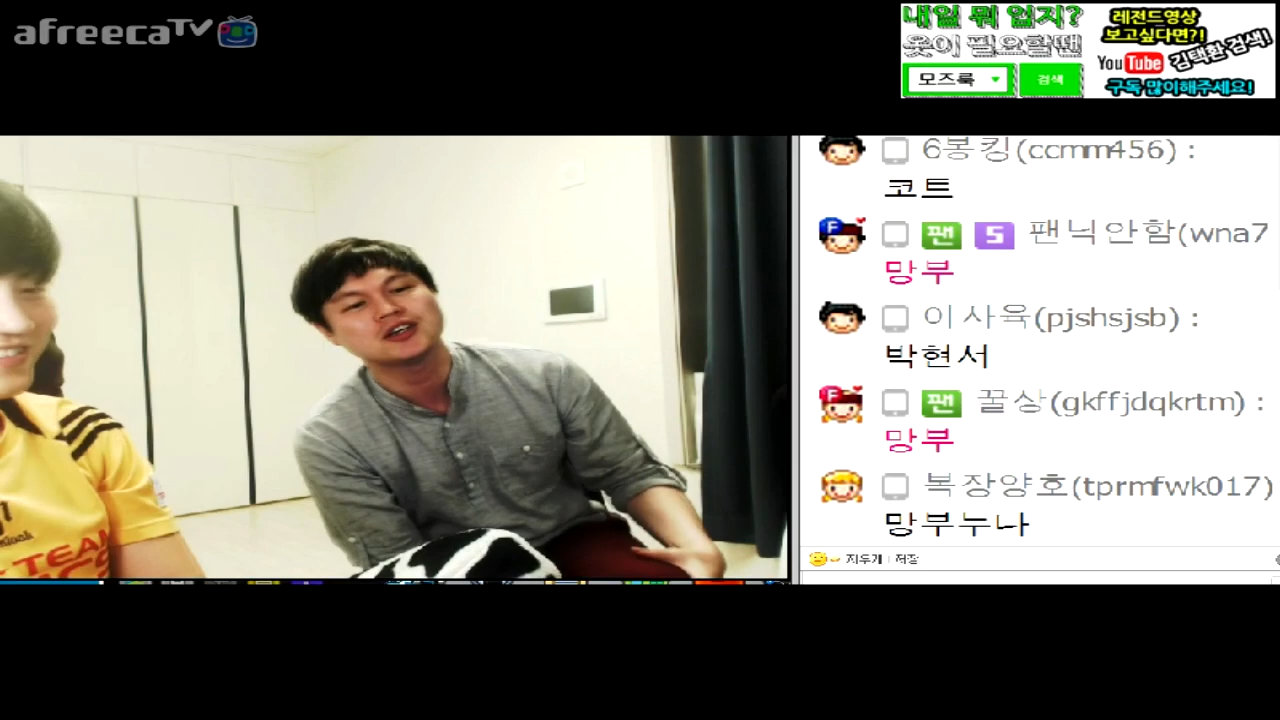 afreecaTV
내일 뭐 입지?
옷이 필요할땐
모즈룩
검색
레전드영상
보고싶다면?!
YouTube 김택환 검색!
구독 많이해주세요!
6봉킹(ccmm456) :
코트
팬 S 팬닉안함(wna7
망부
이사육(pjshsjsb) :
박현서
팬 꿀상(gkffjdqkrtm) :
망부
복장양호(tprmfwk017)
망부누나
지우개 | 저장
TEAM